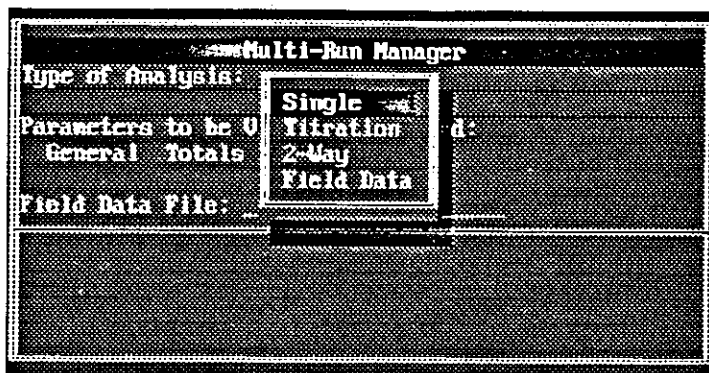 Multi-Run Manager
Type of Analysis:
Single
Titration
2-Way
Field Data
Parameters to be V d:
General Totals
Field Data File: _